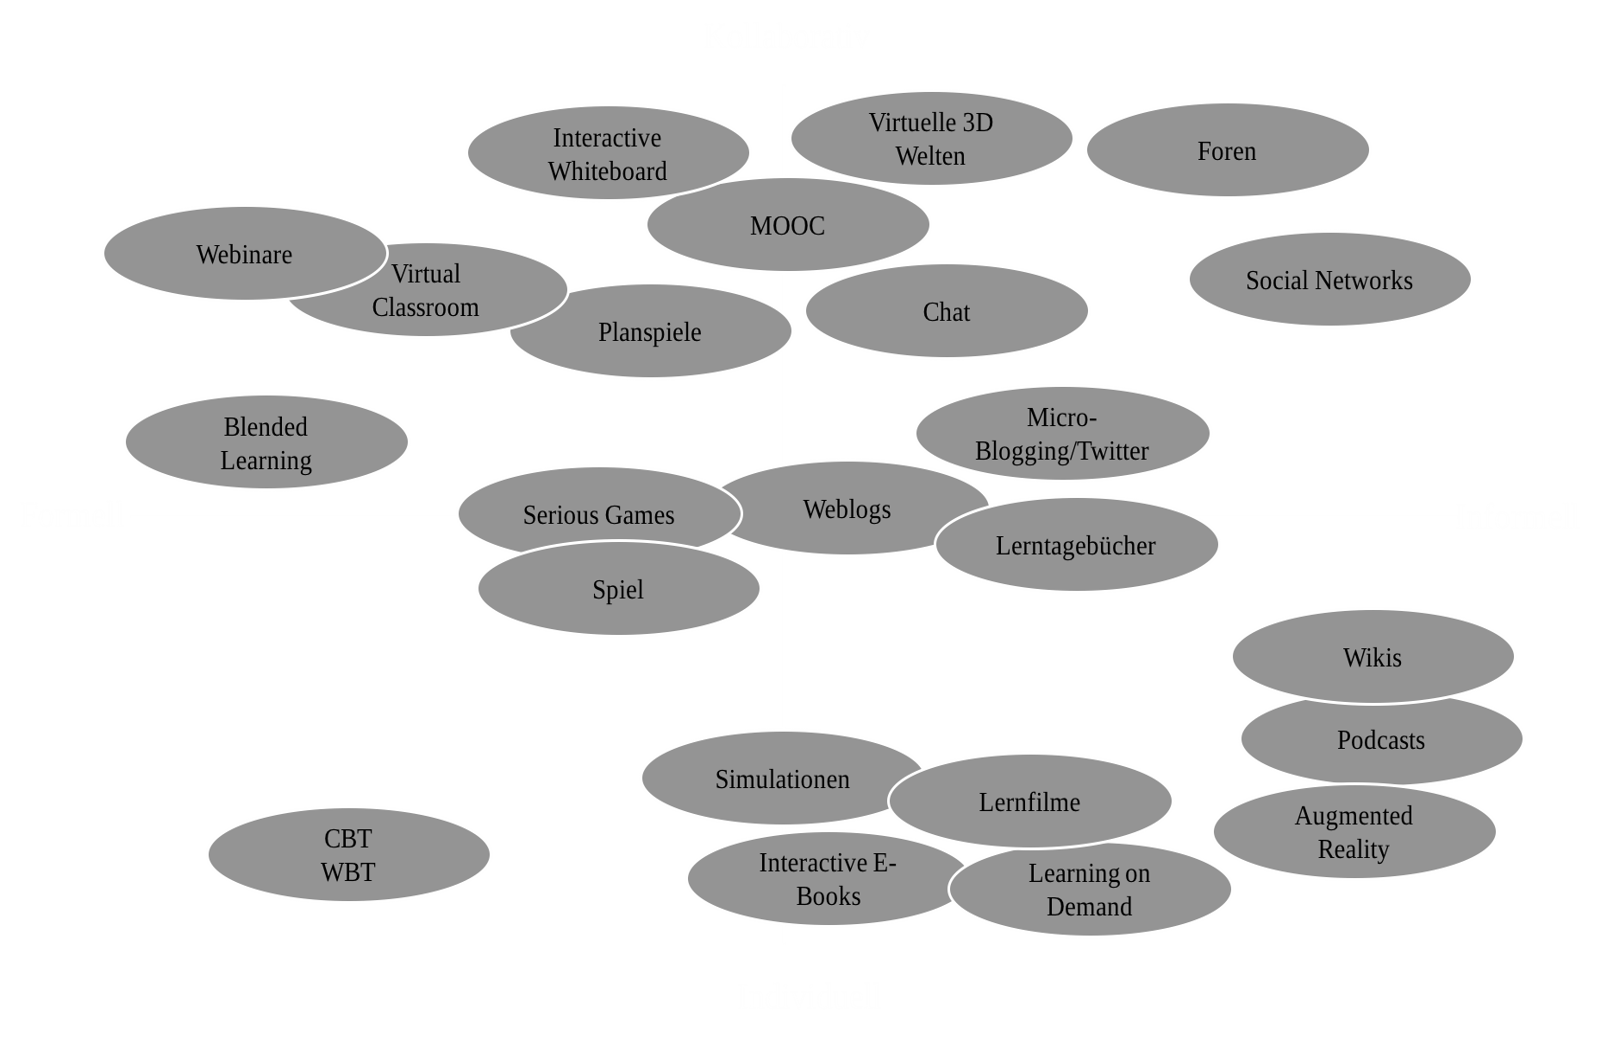 Virtuelle 3D
Welten
Interactive
Whiteboard
Foren
MOOC
Webinare
Virtual
Classroom
Social Networks
Chat
Planspiele
Blended
Learning
Micro-
Blogging/Twitter
Serious Games
Weblogs
Lerntagebücher
Spiel
Wikis
Podcasts
Simulationen
Lernfilme
Augmented
Reality
CBT
WBT
Interactive E-
Books
Learning on
Demand